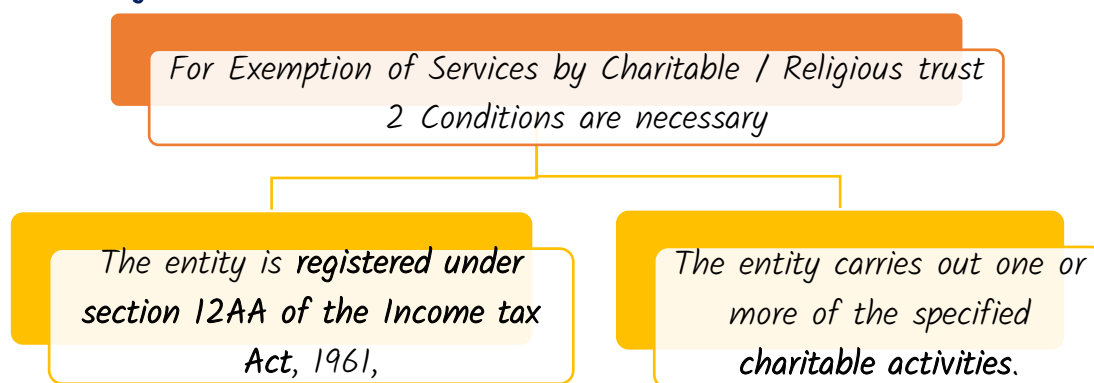 For Exemption of Services by Charitable / Religious trust
2 Conditions are necessary
The entity is registered under
section 12AA of the Income tax
Act, 1961,
The entity carries out one or
more of the specified
charitable activities.